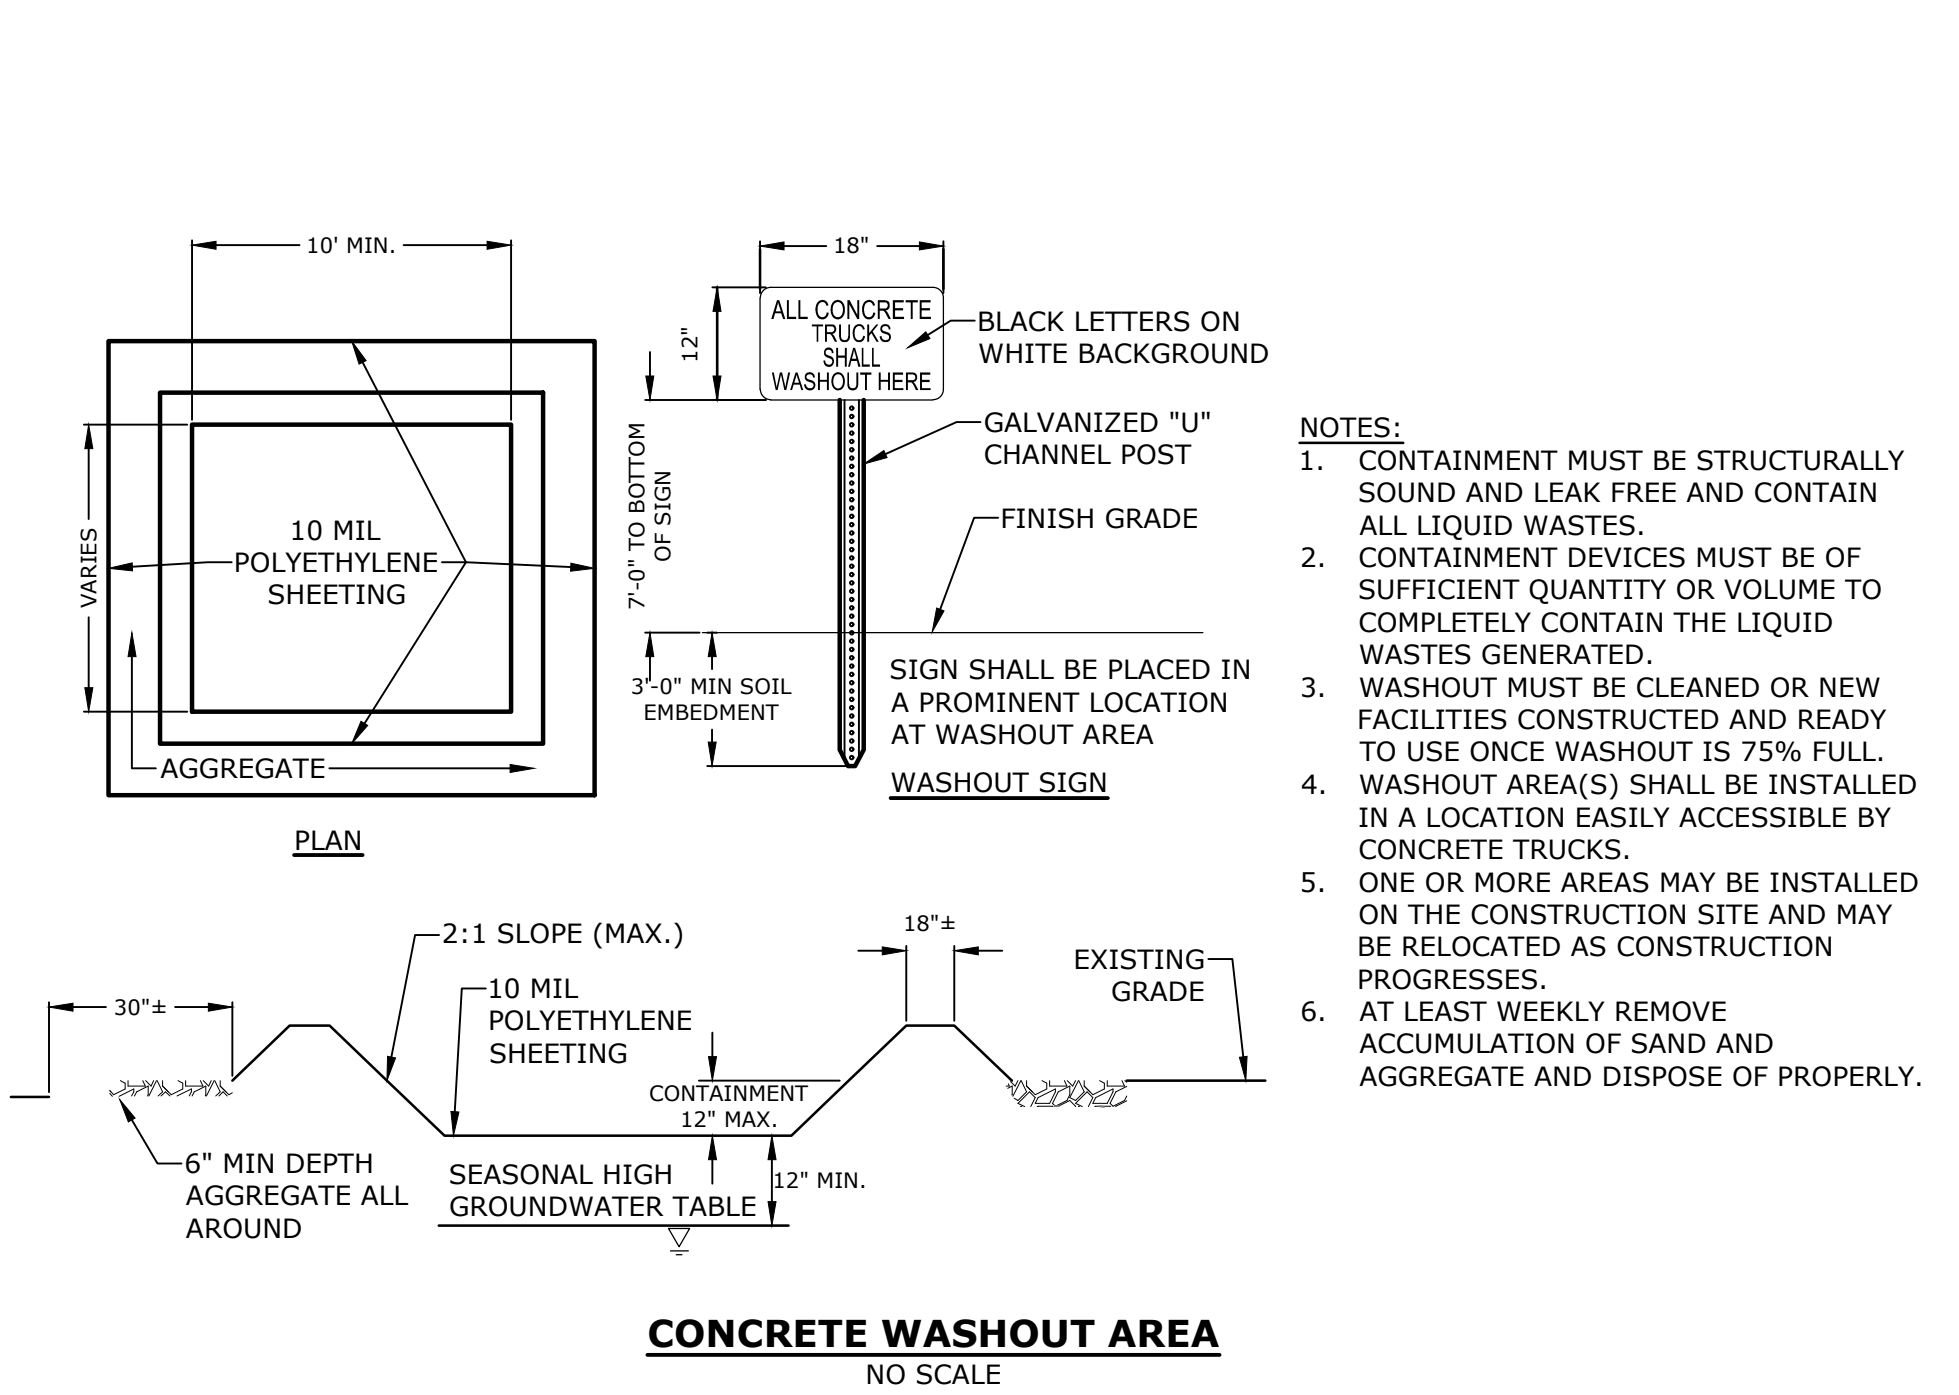 10' MIN.
VARIES
10 MIL
POLYETHYLENE
SHEETING
AGGREGATE
PLAN
18"
12"
ALL CONCRETE
TRUCKS
SHALL
WASHOUT HERE
BLACK LETTERS ON
WHITE BACKGROUND
GALVANIZED "U"
CHANNEL POST
7'-0" TO BOTTOM
OF SIGN
FINISH GRADE
3'-0" MIN SOIL
EMBEDMENT
SIGN SHALL BE PLACED IN
A PROMINENT LOCATION
AT WASHOUT AREA
WASHOUT SIGN
2:1 SLOPE (MAX.)
18"±
30"±
10 MIL
POLYETHYLENE
SHEETING
EXISTING
GRADE
CONTAINMENT
12" MAX.
6" MIN DEPTH
AGGREGATE ALL
AROUND
SEASONAL HIGH
GROUNDWATER TABLE
12" MIN.
NOTES:
1. CONTAINMENT MUST BE STRUCTURALLY
SOUND AND LEAK FREE AND CONTAIN
ALL LIQUID WASTES.
2. CONTAINMENT DEVICES MUST BE OF
SUFFICIENT QUANTITY OR VOLUME TO
COMPLETELY CONTAIN THE LIQUID
WASTES GENERATED.
3. WASHOUT MUST BE CLEANED OR NEW
FACILITIES CONSTRUCTED AND READY
TO USE ONCE WASHOUT IS 75% FULL.
4. WASHOUT AREA(S) SHALL BE INSTALLED
IN A LOCATION EASILY ACCESSIBLE BY
CONCRETE TRUCKS.
5. ONE OR MORE AREAS MAY BE INSTALLED
ON THE CONSTRUCTION SITE AND MAY
BE RELOCATED AS CONSTRUCTION
PROGRESSES.
6. AT LEAST WEEKLY REMOVE
ACCUMULATION OF SAND AND
AGGREGATE AND DISPOSE OF PROPERLY.
CONCRETE WASHOUT AREA
NO SCALE